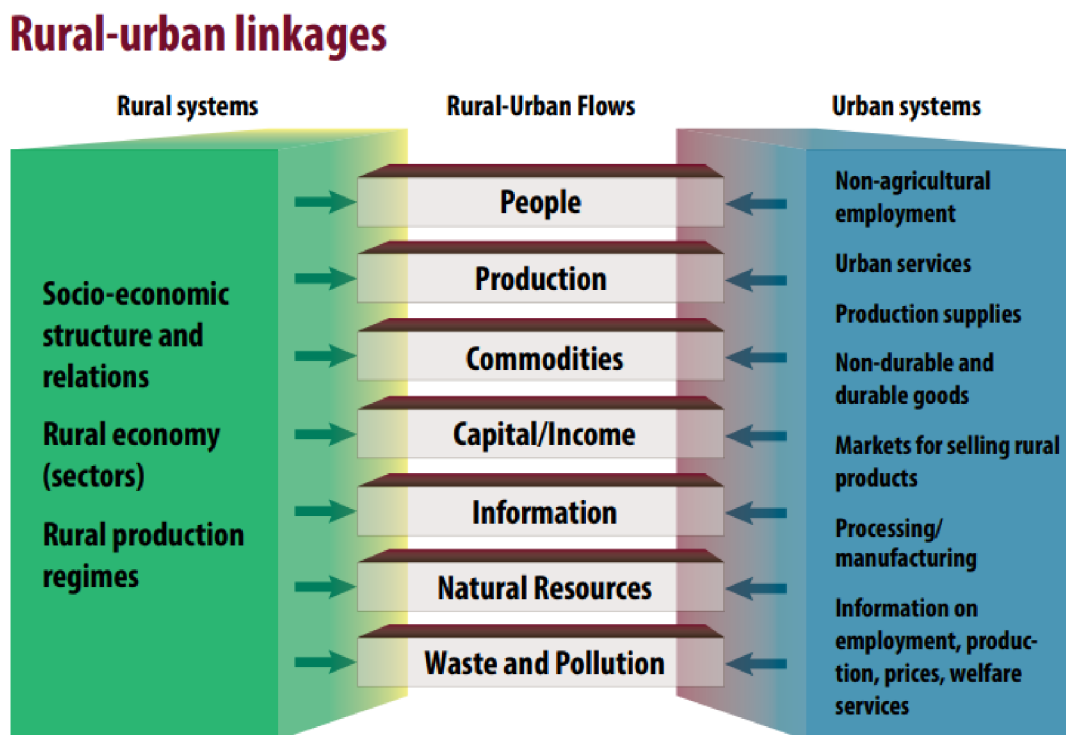 Rural-urban linkages
Rural systems
Rural-Urban Flows
Urban systems
Socio-economic
structure and
relations
Rural economy
(sectors)
Rural production
regimes
People
Production
Commodities
Capital/Income
Information
Natural Resources
Waste and Pollution
Non-agricultural
employment
Urban services
Production supplies
Non-durable and
durable goods
Markets for selling rural
products
Processing/
manufacturing
Information on
employment, produc-
tion, prices, welfare
services